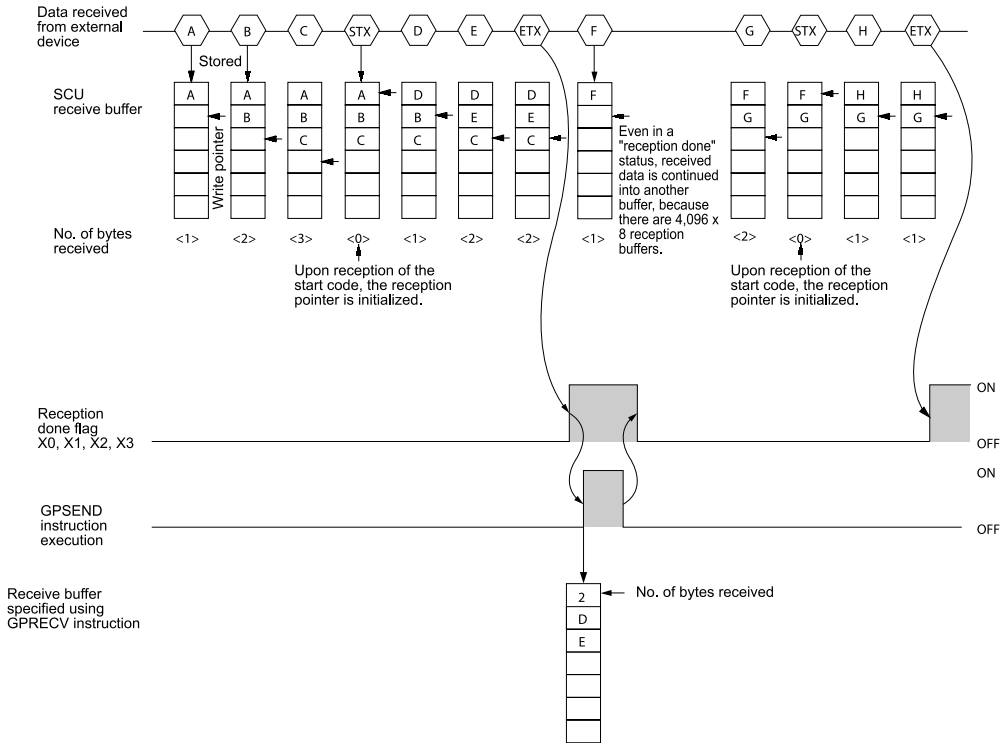 Data received
from external
device
A B C STX D E ETX F G STX H ETX
Stored
SCU
receive buffer
A A A A D D D F F F H H
B B B B E E G G G G
C C C C C
Write pointer
Even in a
"reception done"
status, received
data is continued
into another
buffer, because
there are 4,096 x
8 reception
buffers.
No. of bytes
received
<1> <2> <3> <0> <1> <2> <2> <1> <2> <0> <1> <1>
Upon reception of the
start code, the reception
pointer is initialized.
Upon reception of the
start code, the reception
pointer is initialized.
ON
Reception
done flag
X0, X1, X2, X3
OFF
ON
GPSEND
instruction
execution
OFF
Receive buffer
specified using
GPRECV instruction
2
D
E
No. of bytes received